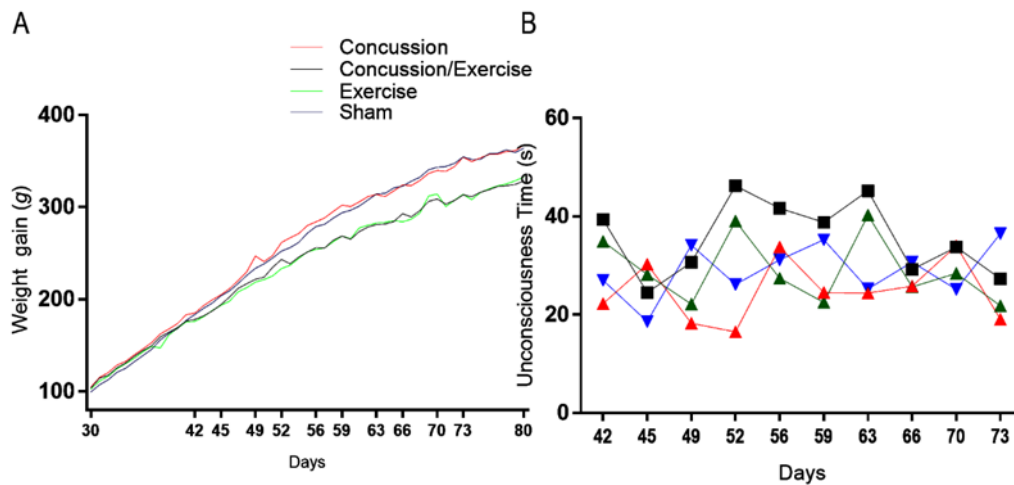 A
Concussion
Concussion/Exercise
Exercise
Sham
Weight gain (g)
400
300
200
100
30 42 45 49 52 56 59 63 66 70 73 80
Days
B
Unconsciousness Time (s)
60
40
20
0
42 45 49 52 56 59 63 66 70 73
Days